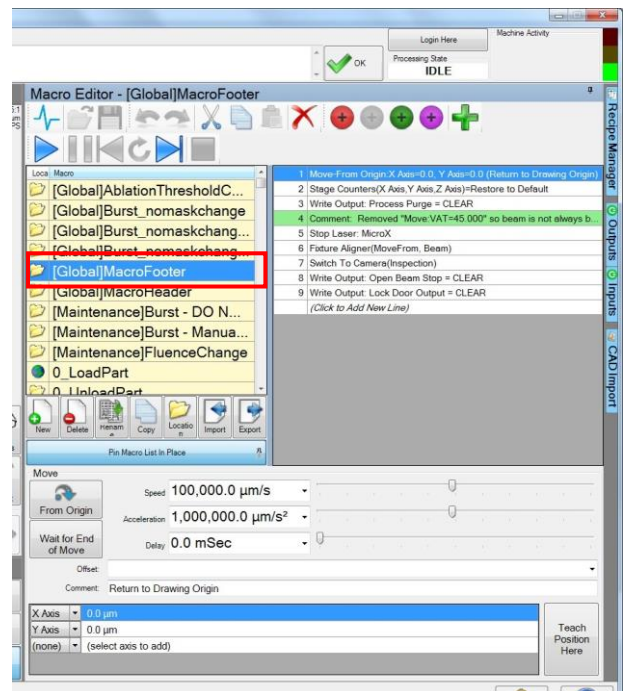 Login Here
Machine Activity
OK
Processing State
IDLE
Macro Editor - [Global]MacroFooter
Loca Macro
[Global]AblationThresholdC...
[Global]Burst_nomaskchange
[Global]Burst_nomaskchang...
[Global]Burst_nomaskchang...
[Global]MacroFooter
[Global]MacroHeader
[Maintenance]Burst - DO N...
[Maintenance]Burst - Manua...
[Maintenance]FluenceChange
0_LoadPart
0_UnloadPart
New Delete Renam e Copy Locatio n Import Export
Pin Macro List In Place
1 Move-From Origin:X Axis=0.0, Y Axis=0.0 (Return to Drawing Origin)
2 Stage Counters(X Axis,Y Axis,Z Axis)=Restore to Default
3 Write Output: Process Purge = CLEAR
4 Comment: Removed "Move:VAT=45.000" so beam is not always b...
5 Stop Laser: MicroX
6 Fixture Aligner(MoveFrom, Beam)
7 Switch To Camera(Inspection)
8 Write Output: Open Beam Stop = CLEAR
9 Write Output: Lock Door Output = CLEAR
(Click to Add New Line)
Recipe Manager
Outputs
Inputs
CAD Import
Move
From Origin
Speed 100,000.0 µm/s
Acceleration 1,000,000.0 µm/s²
Wait for End
of Move
Delay 0.0 mSec
Offset:
Comment: Return to Drawing Origin
X Axis 0.0 µm
Y Axis 0.0 µm
(none) (select axis to add)
Teach
Position
Here